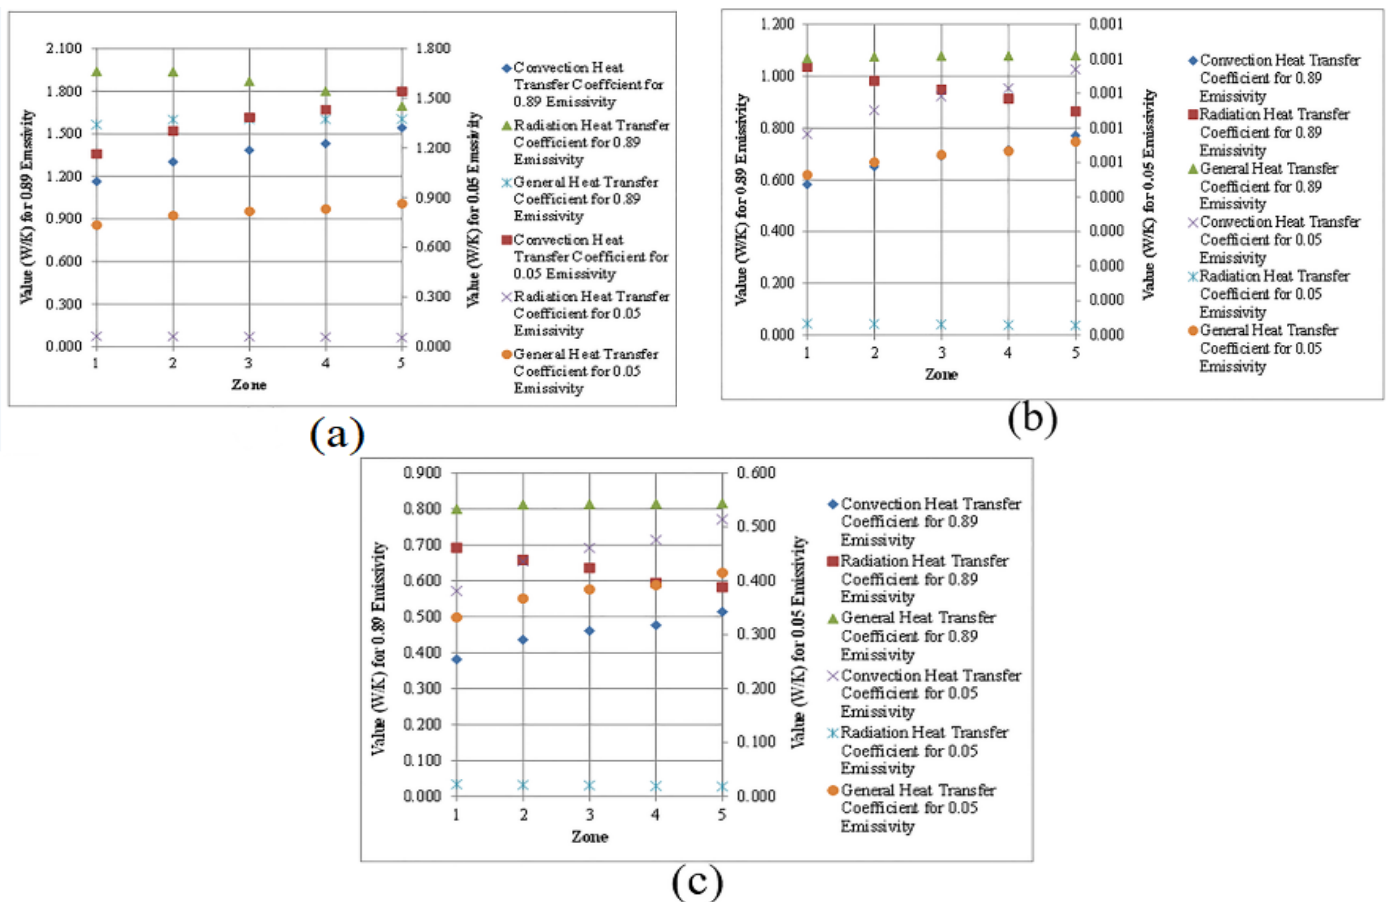 2.100
1.800
1.500
1.200
0.900
0.600
0.300
0.000
1.800
1.500
1.200
0.900
0.600
0.300
0.000
Value (W/K) for 0.89 Emssivity
Value (W/K) for 0.05 Emssivity
1 2 3 4 5
Zone
Convection Heat
Transfer Coeffcient
for 0.89 Emissivity
Radiation Heat Transfer
Coefficient for 0.89
Emissivity
General Heat Transfer
Coefficient for 0.89
Emissivity
Convection Heat
Transfer Coefficient for
0.05 Emissivity
Radiation Heat Transfer
Coefficient for 0.05
Emissivity
General Heat Transfer
Coefficient for 0.05
Emissivity
(a)
1.200
1.000
0.800
0.600
0.400
0.200
0.000
0.001
0.001
0.001
0.001
0.001
0.000
0.000
0.000
0.000
0.000
Value (W/K) for 0.89 Emissivity
Value (W/K) for 0.05 Emissivity
1 2 3 4 5
Zone
Convection Heat Transfer
Coefficient for 0.89
Emissivity
Radiation Heat Transfer
Coefficient for 0.89
Emissivity
General Heat Transfer
Coefficient for 0.89
Emissivity
Convection Heat Transfer
Coefficient for 0.05
Emissivity
Radiation Heat Transfer
Coefficient for 0.05
Emissivity
General Heat Transfer
Coefficient for 0.05
Emissivity
(b)
0.900
0.800
0.700
0.600
0.500
0.400
0.300
0.200
0.100
0.000
0.600
0.500
0.400
0.300
0.200
0.100
0.000
Value (W/K) for 0.89 Emissivity
Value (W/K) for 0.05 Emissivity
1 2 3 4 5
Zone
Convection Heat Transfer
Coefficient for 0.89
Emissivity
Radiation Heat Transfer
Coefficient for 0.89
Emissivity
General Heat Transfer
Coefficient for 0.89
Emissivity
Convection Heat Transfer
Coefficient for 0.05
Emissivity
Radiation Heat Transfer
Coefficient for 0.05
Emissivity
General Heat Transfer
Coefficient for 0.05
Emissivity
(c)